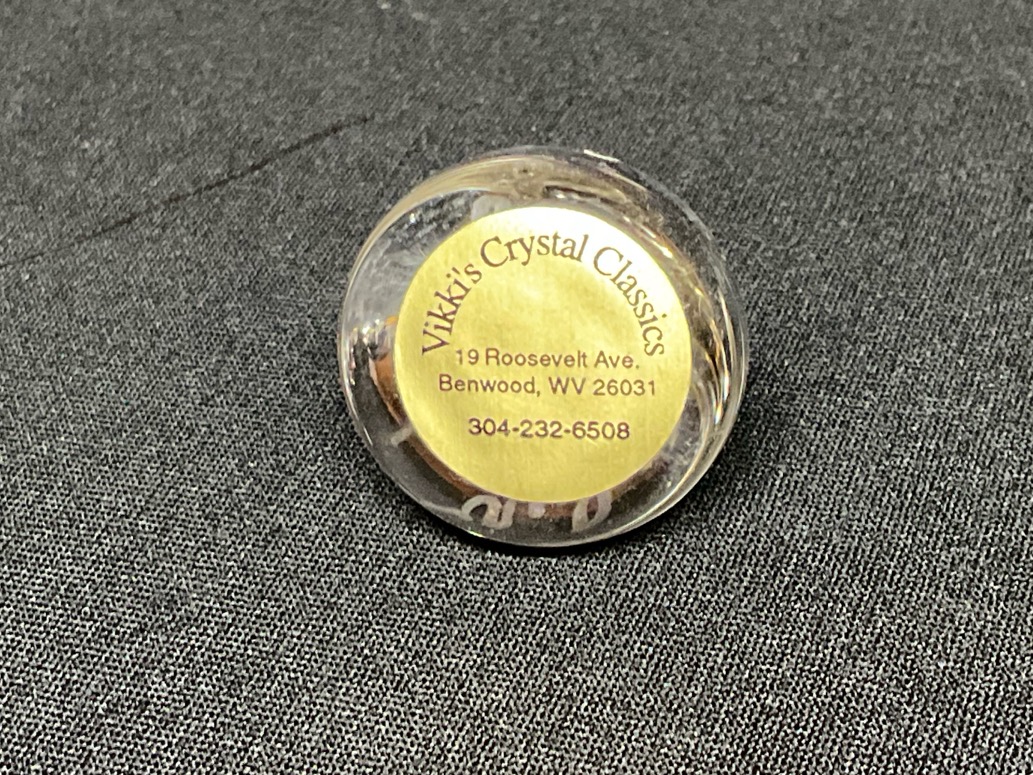 Vikki's Crystal Classics
19 Roosevelt Ave.
Benwood, WV 26031
304-232-6508